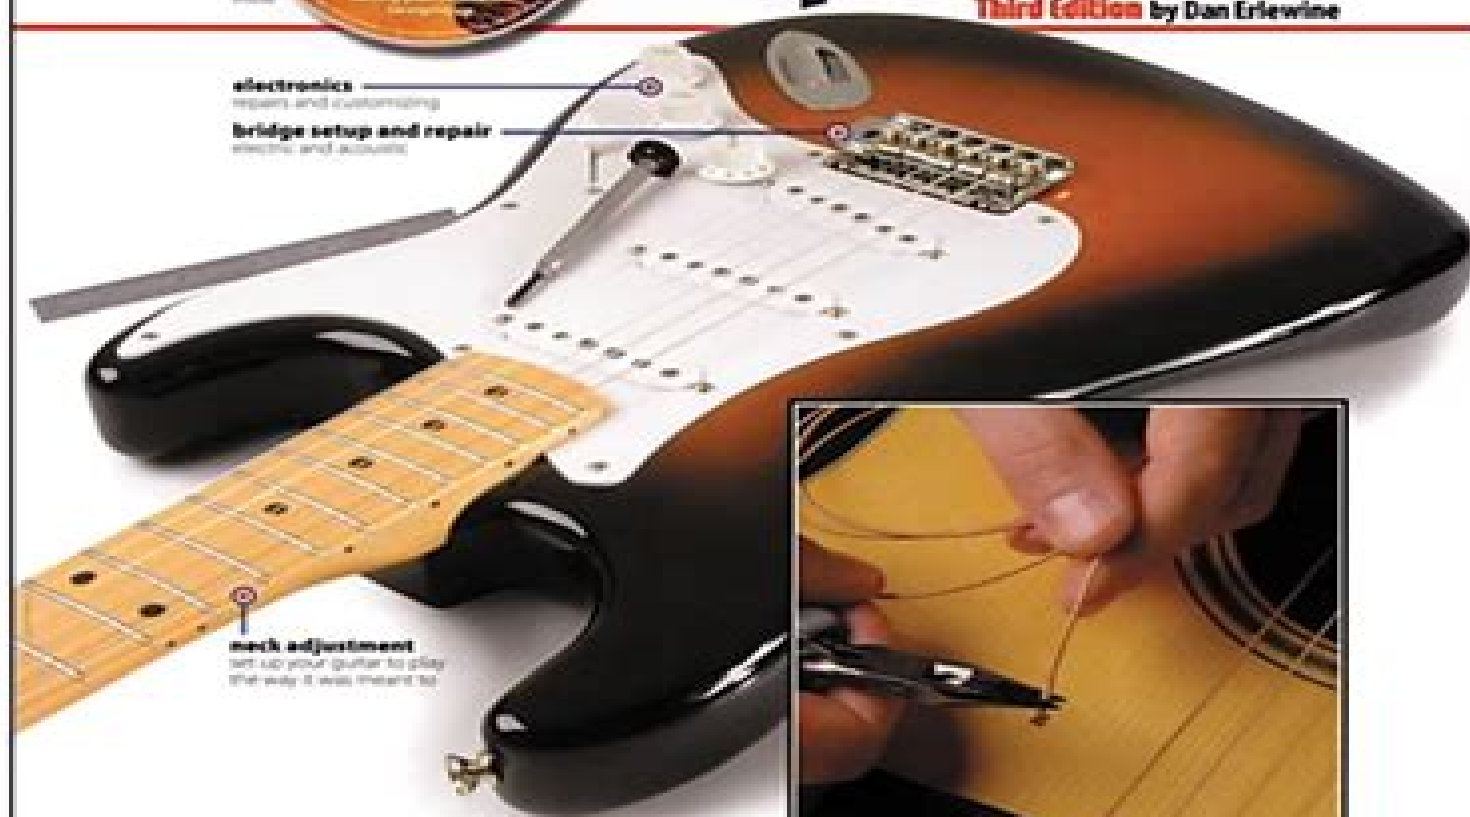 Third Edition by Dan Erlewine
electronics
repairs and customizing
bridge setup and repair
electric and acoustic
neck adjustment
set up your guitar to play
the way it was meant to